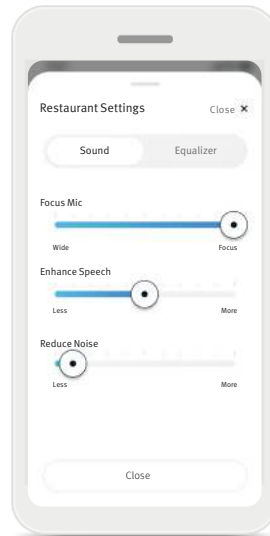 Restaurant Settings Close ×
Sound Equalizer
Focus Mic
Wide Focus
Enhance Speech
Less More
Reduce Noise
Less More
Close